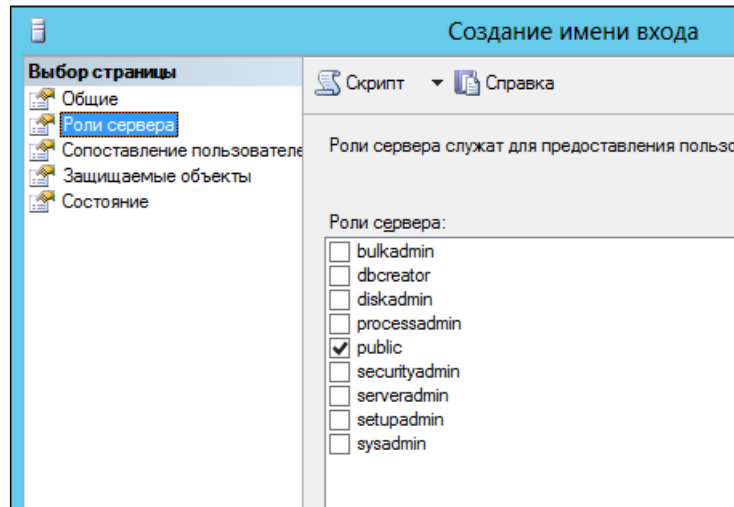 Создание имени входа
Выбор страницы
Общие
Роли сервера
Сопоставление пользователе
Защищаемые объекты
Состояние
Скрипт
Справка
Роли сервера служат для предоставления пользо
Роли сервера:
bulkadmin
dbcreator
diskadmin
processadmin
public
securityadmin
serveradmin
setupadmin
sysadmin